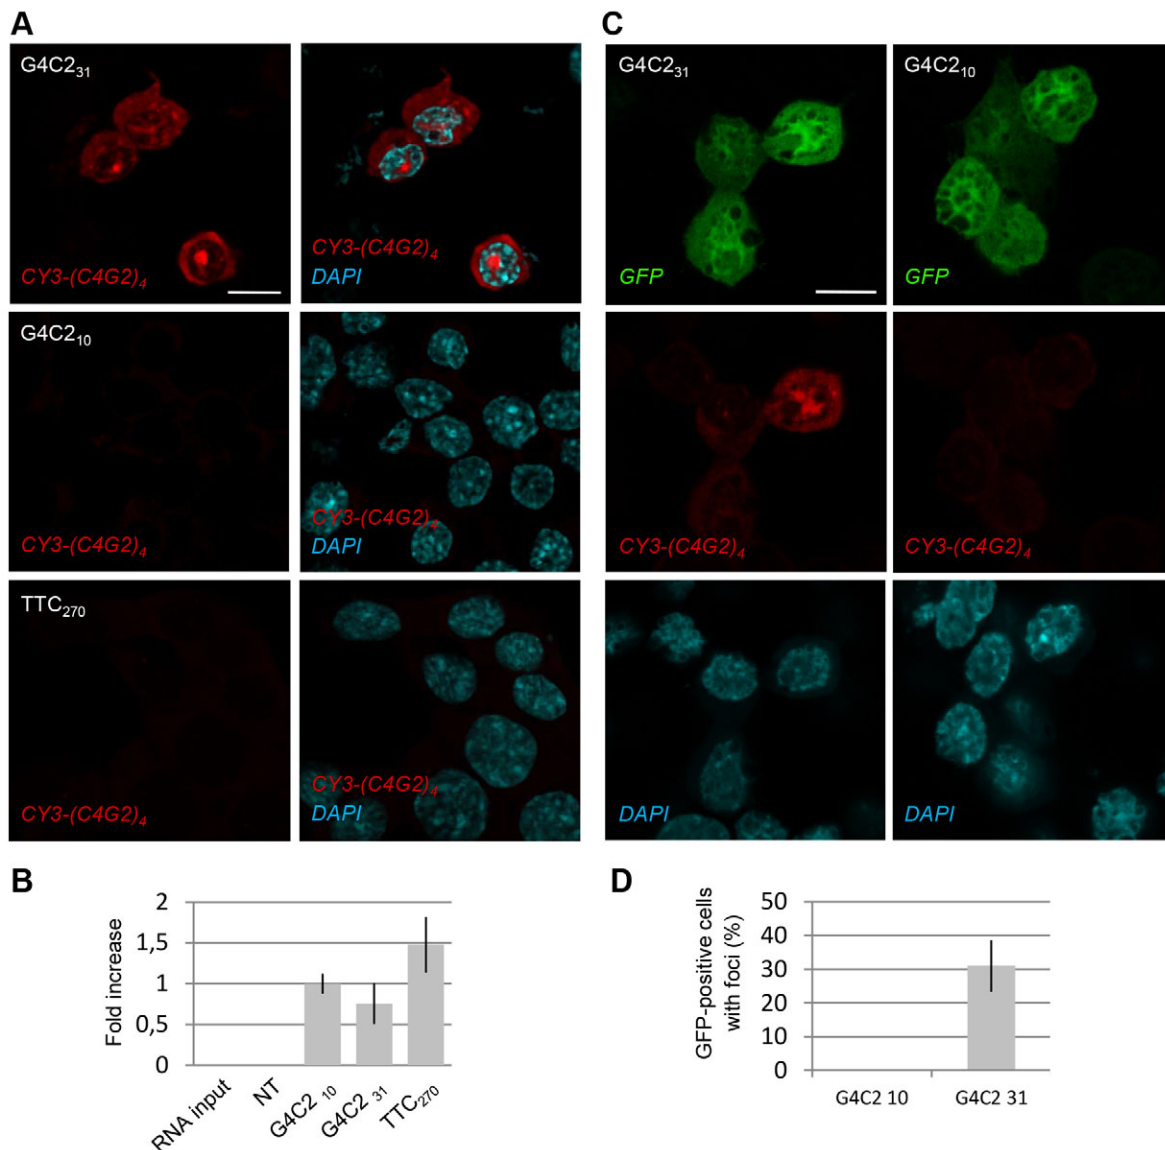 A
C
G4C2₃₁
CY3-(C4G2)₄
CY3-(C4G2)₄
DAPI
G4C2₁₀
CY3-(C4G2)₄
CY3-(C4G2)₄
DAPI
TTC₂₇₀
CY3-(C4G2)₄
CY3-(C4G2)₄
DAPI
G4C2₃₁
GFP
G4C2₁₀
GFP
CY3-(C4G2)₄
CY3-(C4G2)₄
DAPI
DAPI
B
Fold increase
2
1,5
1
0,5
0
RNA input
NT
G4C2 ₁₀
G4C2 ₃₁
TTC₂₇₀
D
GFP-positive cells
with foci (%)
50
40
30
20
10
0
G4C2 10
G4C2 31